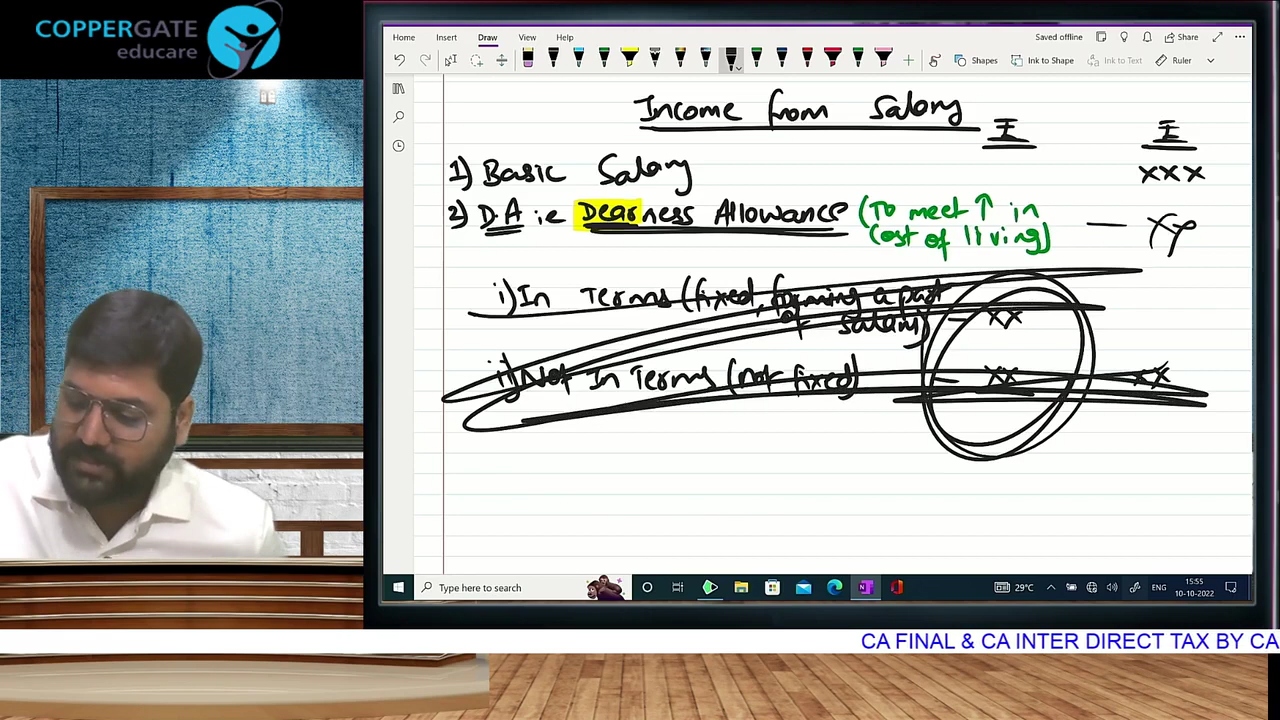 COPPERGATE
educare
Home Insert Draw View Help
Saved offline
Share
Shapes
Ink to Shape
Ink to Text
Ruler
Income from Salary
1) Basic Salary
xxx
2) D.A ie Dearness Allowance (To meet ↑ in
cost of living)
i) In Terms (fixed, forming a part
of salary) - xx
ii) Not In Terms (not fixed) - xx xx
Type here to search
29°C
ENG
15:55
10-10-2022
CA FINAL & CA INTER DIRECT TAX BY CA